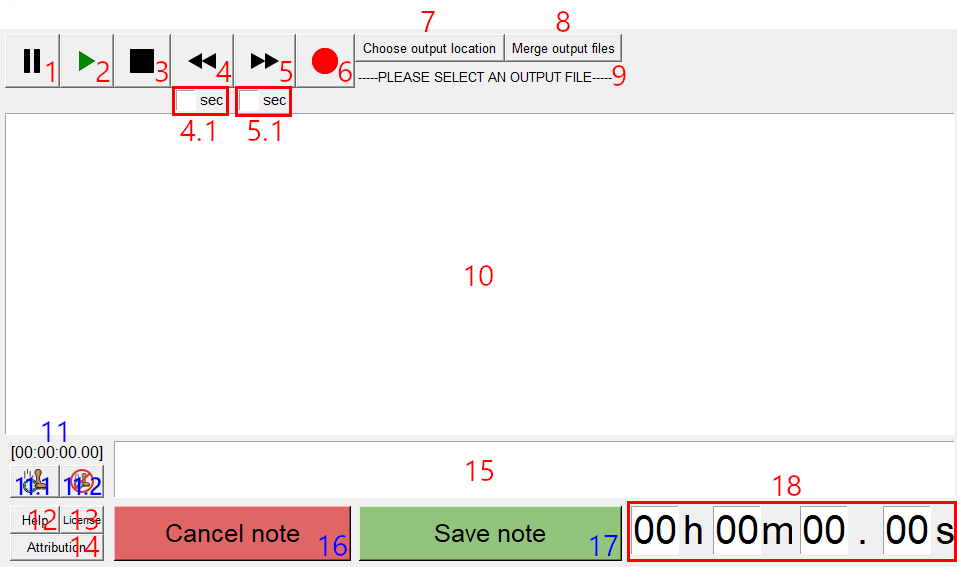 7 8
1 2 3 4 5 6 Choose output location Merge output files
-----PLEASE SELECT AN OUTPUT FILE----- 9
sec sec
4.1 5.1
10
11
[00:00:00.00]
11.1 11.2 15
18
Help 12 License 13
Attribution 14 Cancel note 16 Save note 17 00 h 00 m 00 . 00 s